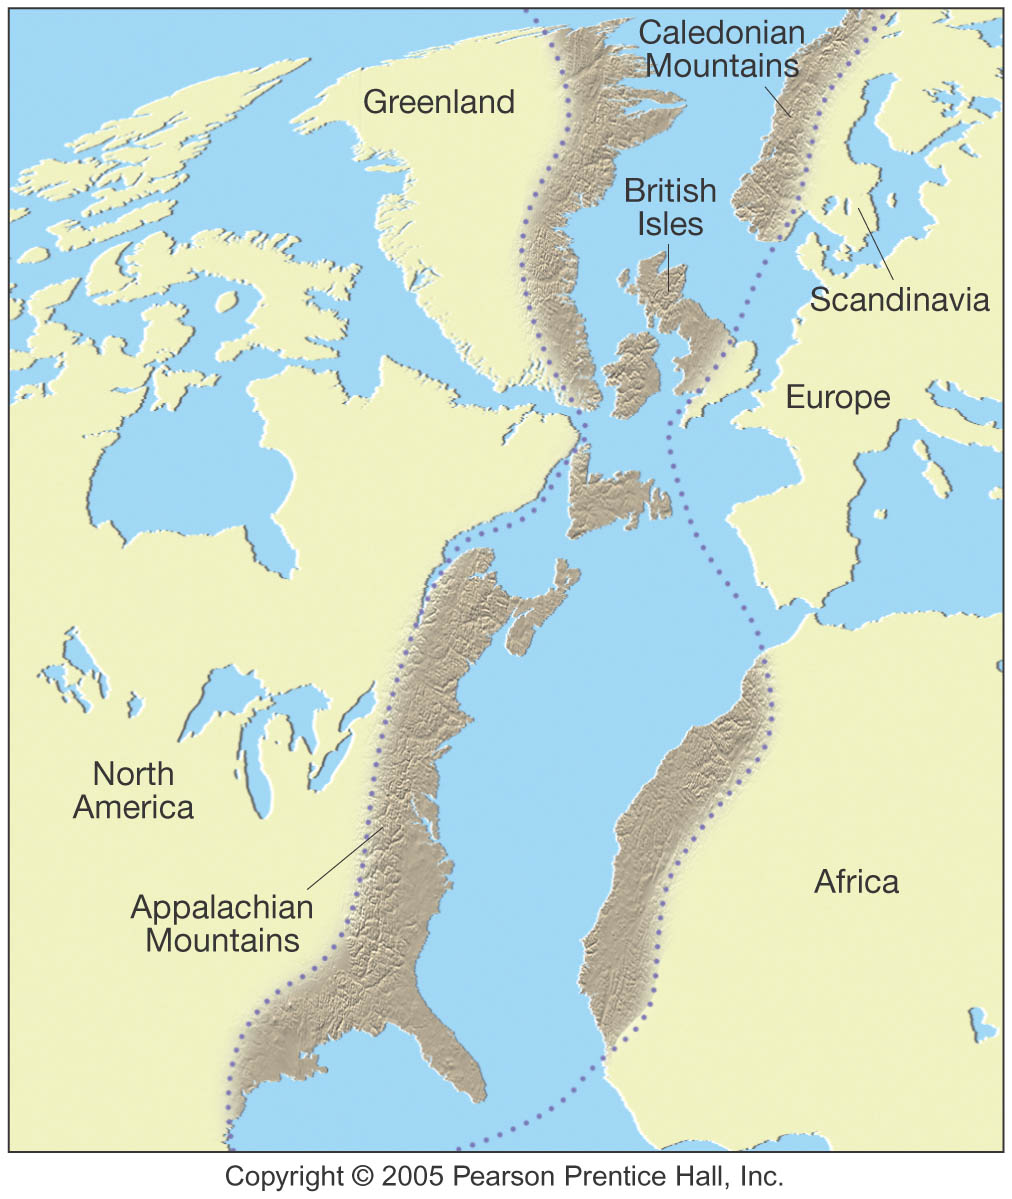 Caledonian
Mountains
Greenland
British
Isles
Scandinavia
Europe
North
America
Africa
Appalachian
Mountains
Copyright © 2005 Pearson Prentice Hall, Inc.